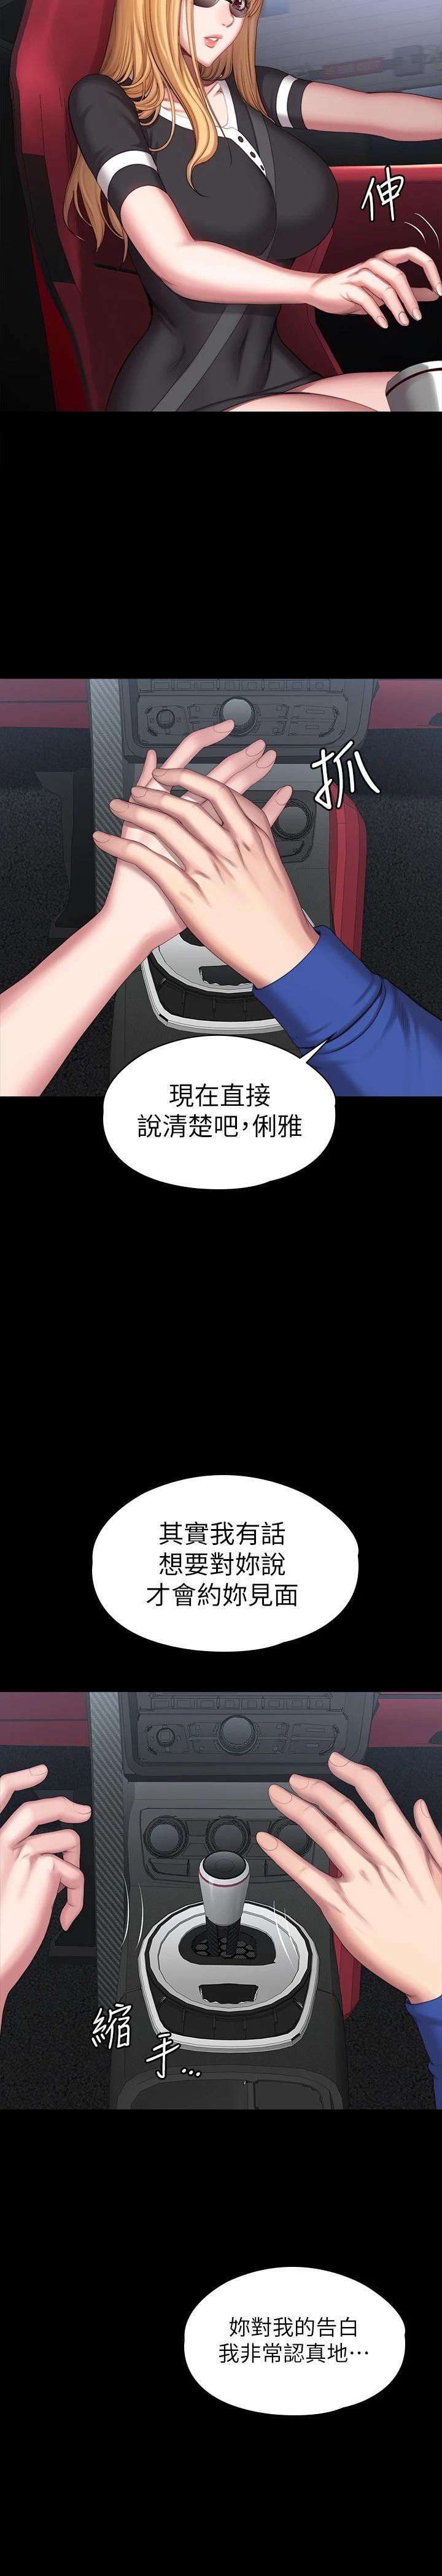 伸
抓
現在直接
說清楚吧，俐雅
其實我有話
想要對妳說
才會約妳見面
縮
手…
妳對我的告白
我非常認真地⋯